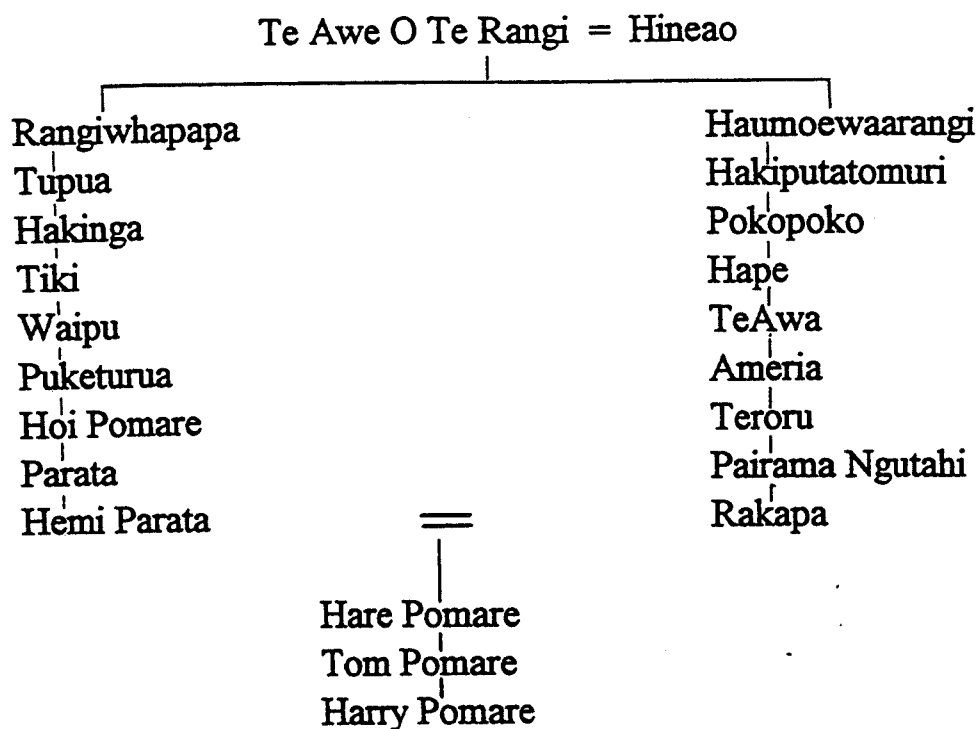 Te Awe O Te Rangi = Hineao
Rangiwhapapa Haumoewaarangi
Tupua Hakiputatomuri
Hakinga Pokopoko
Tiki Hape
Waipu TeAwa
Puketurua Ameria
Hoi Pomare Teroru
Parata Pairama Ngutahi
Hemi Parata = Rakapa
Hare Pomare
Tom Pomare
Harry Pomare